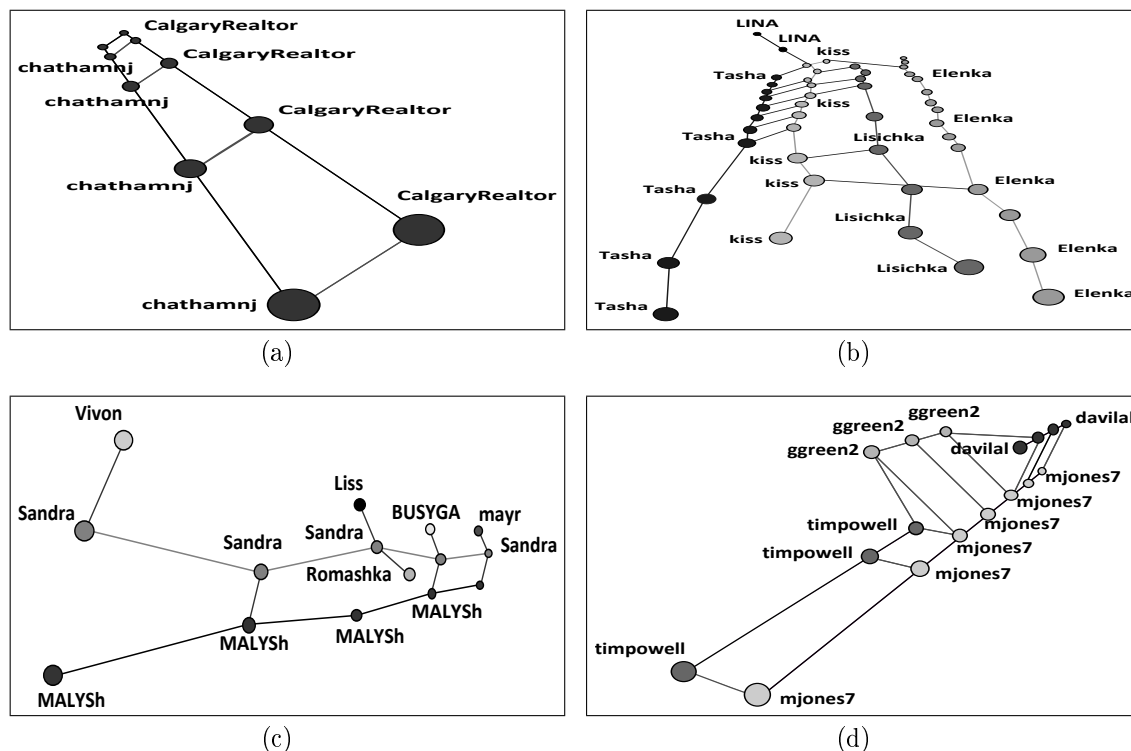 CalgaryRealtor
CalgaryRealtor
chathamnj
chathamnj
CalgaryRealtor
chathamnj
CalgaryRealtor
chathamnj
(a)
LINA
LINA
kiss
Tasha
Elenka
kiss
Elenka
Tasha
Lisichka
kiss
kiss
Elenka
Tasha
Lisichka
kiss
Tasha
Lisichka
Elenka
Tasha
(b)
Vivon
Liss
BUSYGA
mayr
Sandra
Sandra
Sandra
Sandra
Romashka
MALYSh
MALYSh
MALYSh
MALYSh
(c)
ggreen2
davilal
ggreen2
davilal
ggreen2
mjones7
mjones7
timpowell
mjones7
mjones7
timpowell
mjones7
timpowell
mjones7
(d)